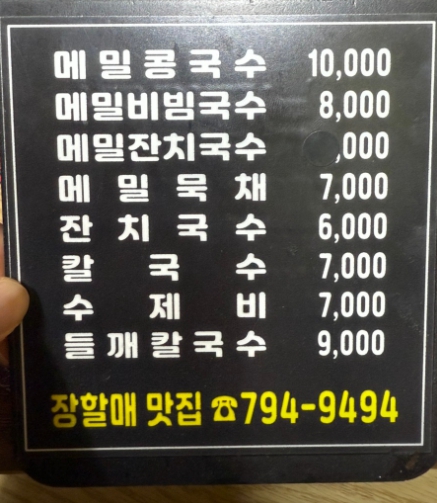 메밀콩국수 10,000
메밀비빔국수 8,000
메밀잔치국수 ,000
메밀묵채 7,000
잔치국수 6,000
칼국수 7,000
수제비 7,000
들깨칼국수 9,000
장할매 맛집 ☎794-9494